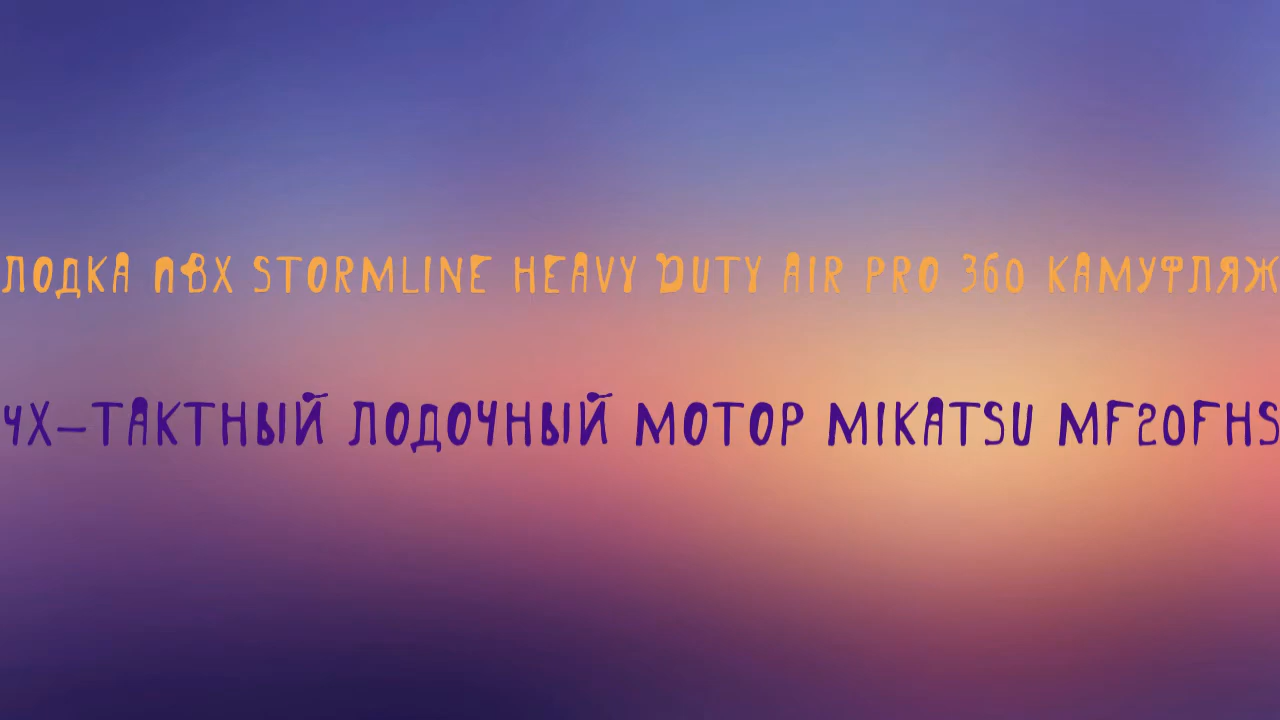 ЛОДКА ПВХ STORMLINE HEAVY DUTY AIR PRO 360 КАМУФЛЯЖ
4Х-ТАКТНЫЙ ЛОДОЧНЫЙ МОТОР MIKATSU MF20FHS